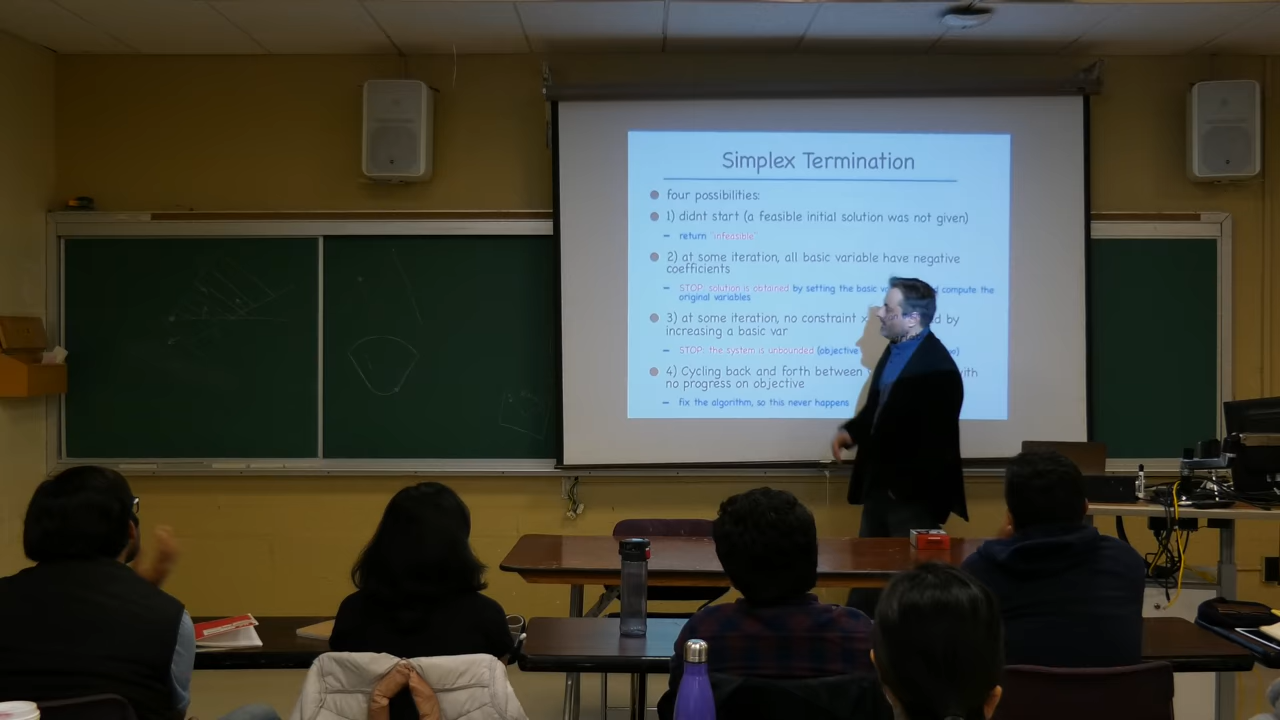 Simplex Termination
four possibilities:
1) didnt start (a feasible initial solution was not given)
– return "infeasible"
2) at some iteration, all basic variable have negative
coefficients
– STOP: solution is obtained by setting the basic compute the
original variables
3) at some iteration, no constraint by
increasing a basic var
– STOP: the system is unbounded (objective
4) Cycling back and forth between
no progress on objective
– fix the algorithm, so this never happens